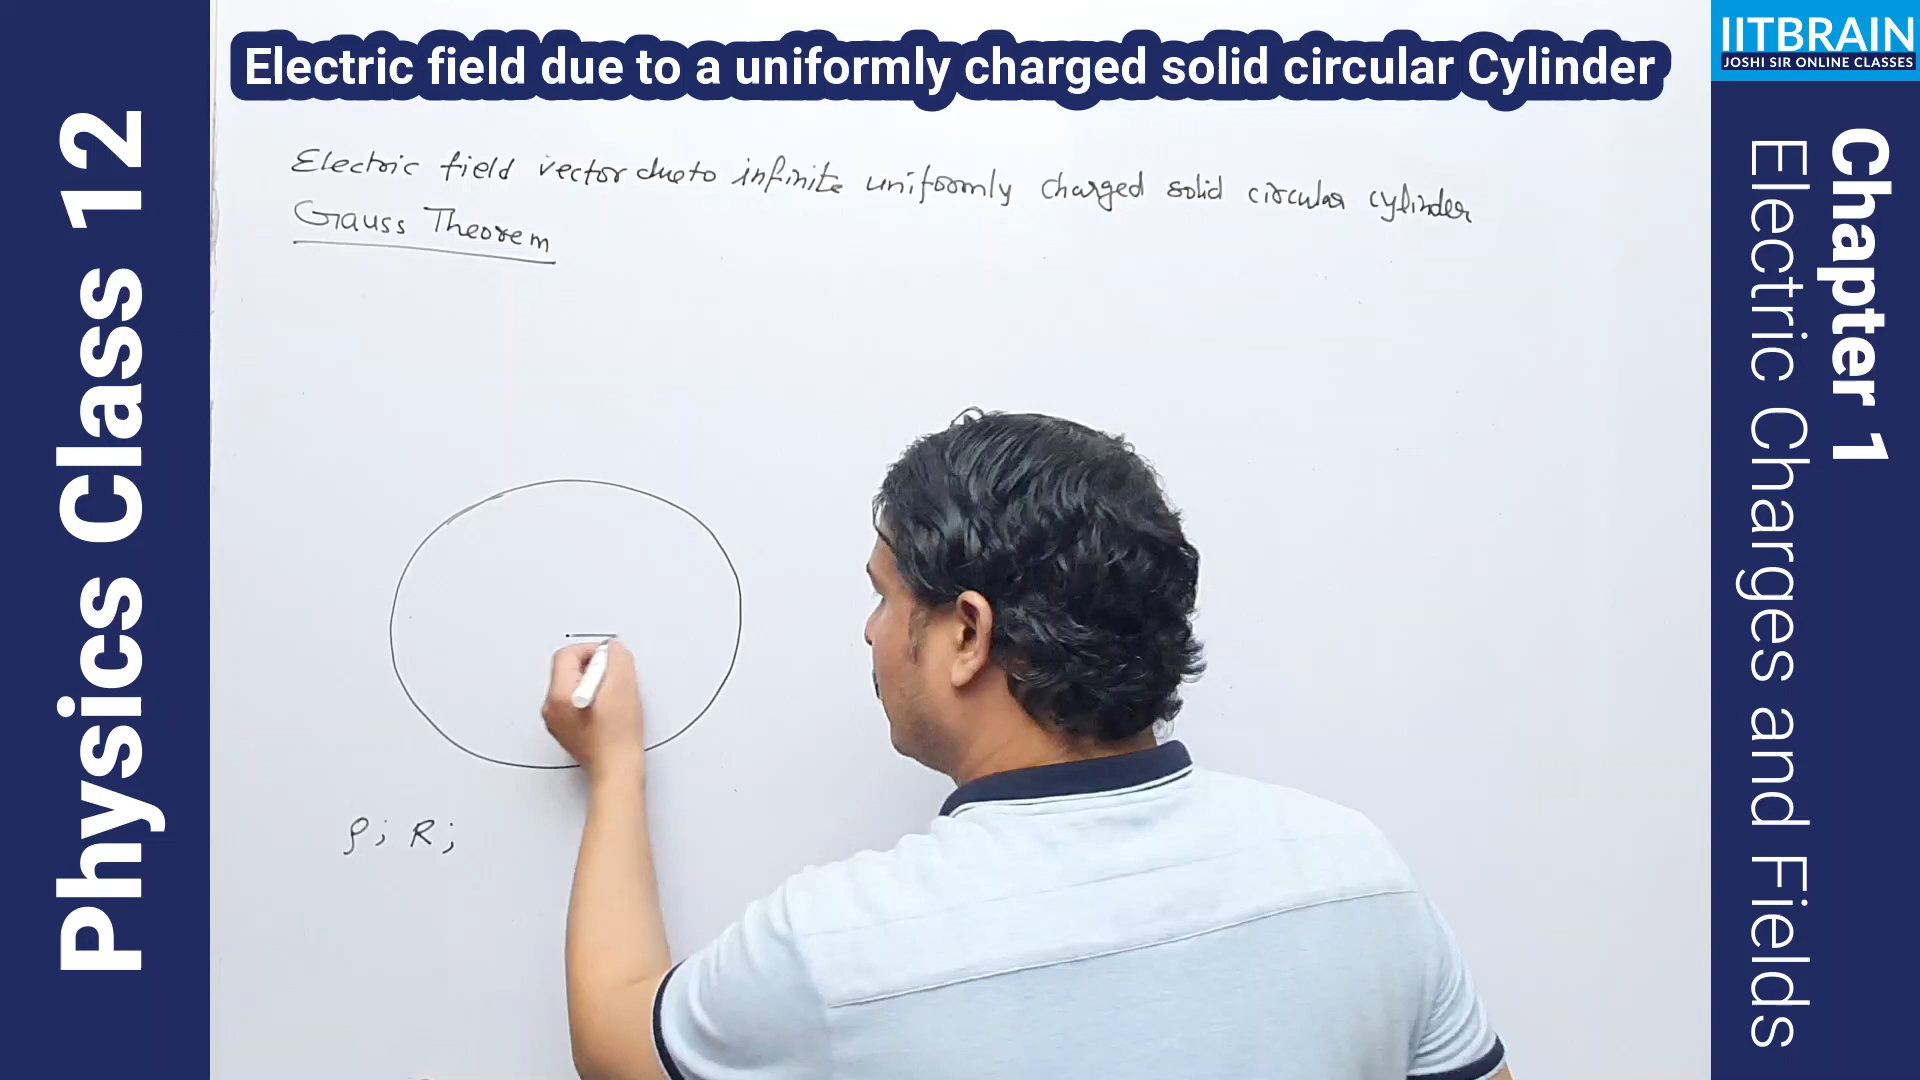 Electric field due to a uniformly charged solid circular Cylinder
IITBRAIN
JOSHI SIR ONLINE CLASSES
Physics Class 12
Electric field vector due to infinite uniformly charged solid circular cylinder
Gauss Theorem
ρ; R;
Chapter 1
Electric Charges and Fields